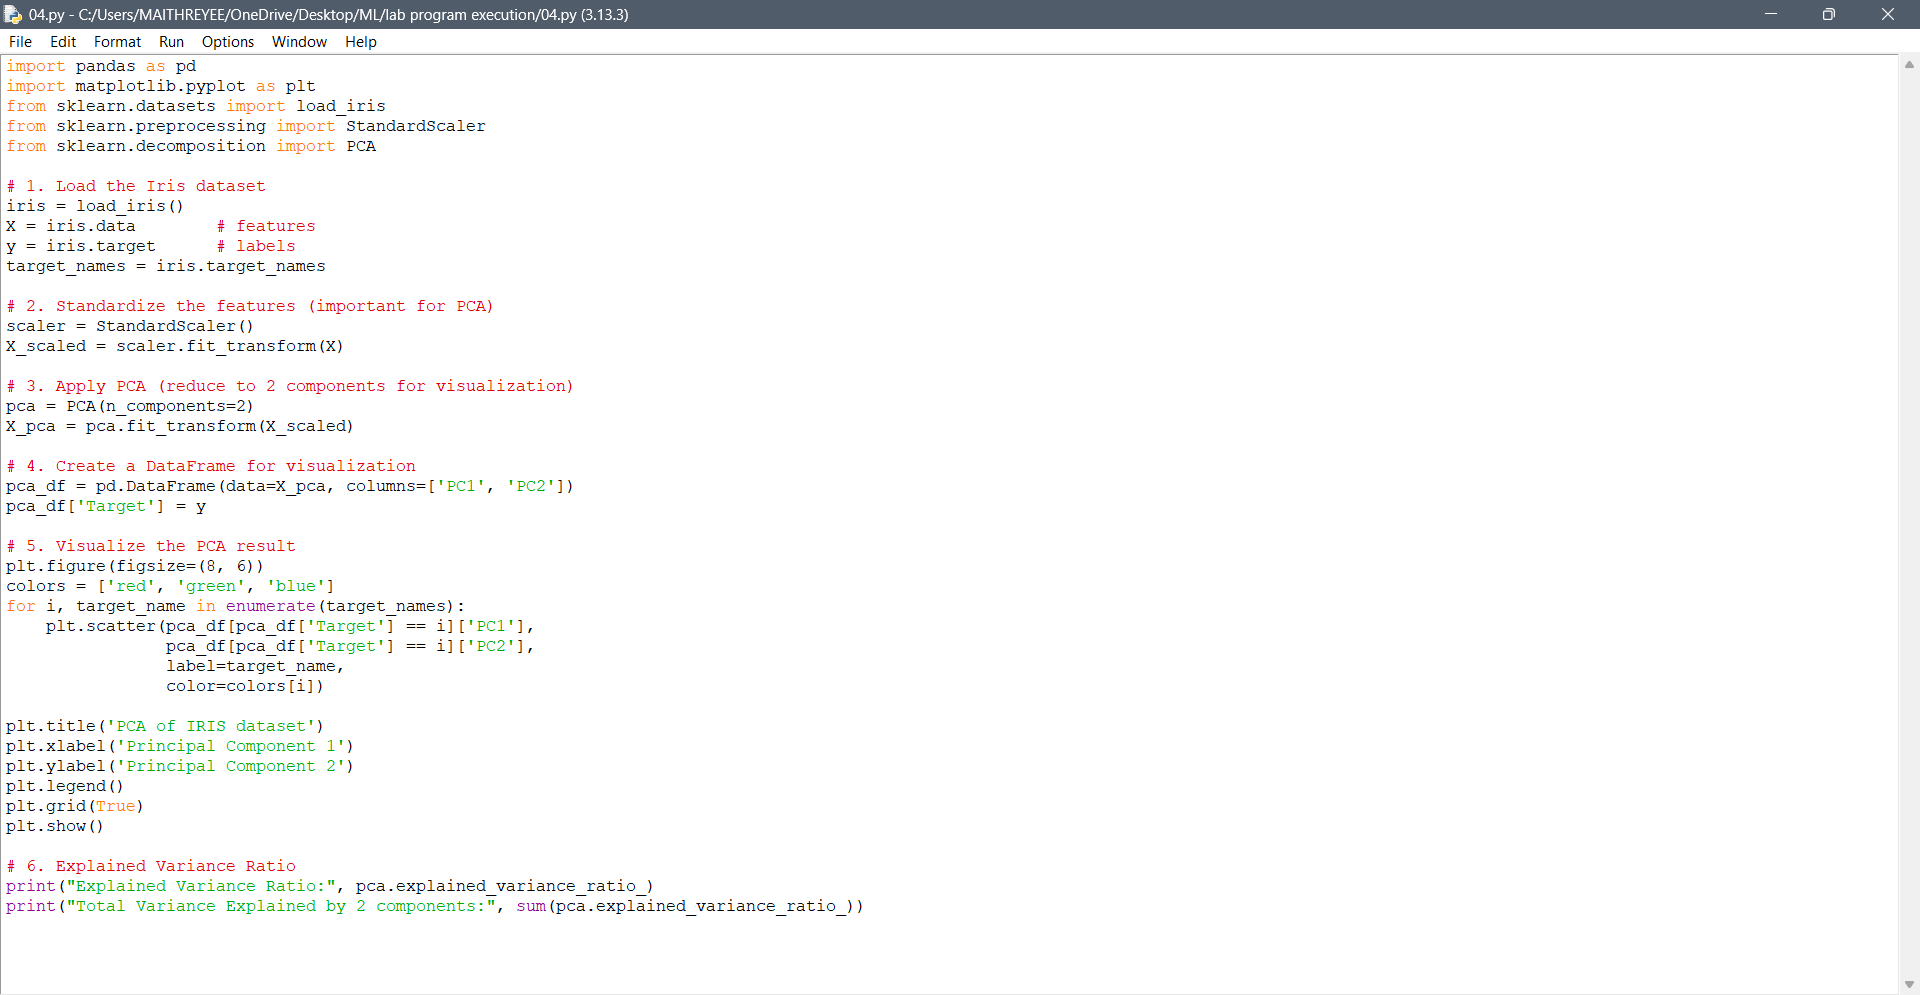 04.py - C:/Users/MAITHREYEE/OneDrive/Desktop/ML/lab program execution/04.py (3.13.3)
File Edit Format Run Options Window Help
import pandas as pd
import matplotlib.pyplot as plt
from sklearn.datasets import load_iris
from sklearn.preprocessing import StandardScaler
from sklearn.decomposition import PCA

# 1. Load the Iris dataset
iris = load_iris()
X = iris.data        # features
y = iris.target      # labels
target_names = iris.target_names

# 2. Standardize the features (important for PCA)
scaler = StandardScaler()
X_scaled = scaler.fit_transform(X)

# 3. Apply PCA (reduce to 2 components for visualization)
pca = PCA(n_components=2)
X_pca = pca.fit_transform(X_scaled)

# 4. Create a DataFrame for visualization
pca_df = pd.DataFrame(data=X_pca, columns=['PC1', 'PC2'])
pca_df['Target'] = y

# 5. Visualize the PCA result
plt.figure(figsize=(8, 6))
colors = ['red', 'green', 'blue']
for i, target_name in enumerate(target_names):
    plt.scatter(pca_df[pca_df['Target'] == i]['PC1'],
                pca_df[pca_df['Target'] == i]['PC2'],
                label=target_name,
                color=colors[i])

plt.title('PCA of IRIS dataset')
plt.xlabel('Principal Component 1')
plt.ylabel('Principal Component 2')
plt.legend()
plt.grid(True)
plt.show()

# 6. Explained Variance Ratio
print("Explained Variance Ratio:", pca.explained_variance_ratio_)
print("Total Variance Explained by 2 components:", sum(pca.explained_variance_ratio_))